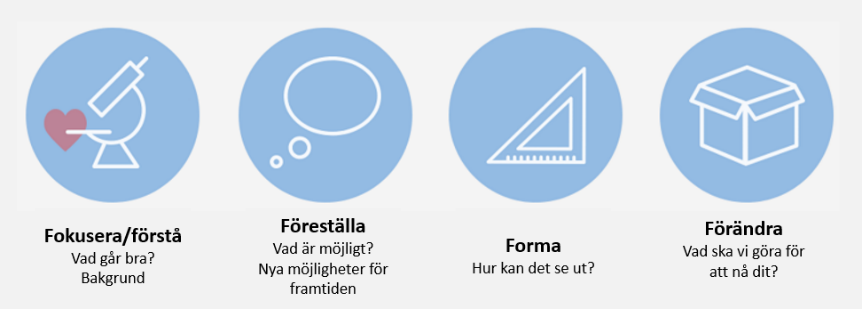 Fokusera/förstå
Vad går bra?
Bakgrund
Föreställa
Vad är möjligt?
Nya möjligheter för
framtiden
Forma
Hur kan det se ut?
Förändra
Vad ska vi göra för
att nå dit?